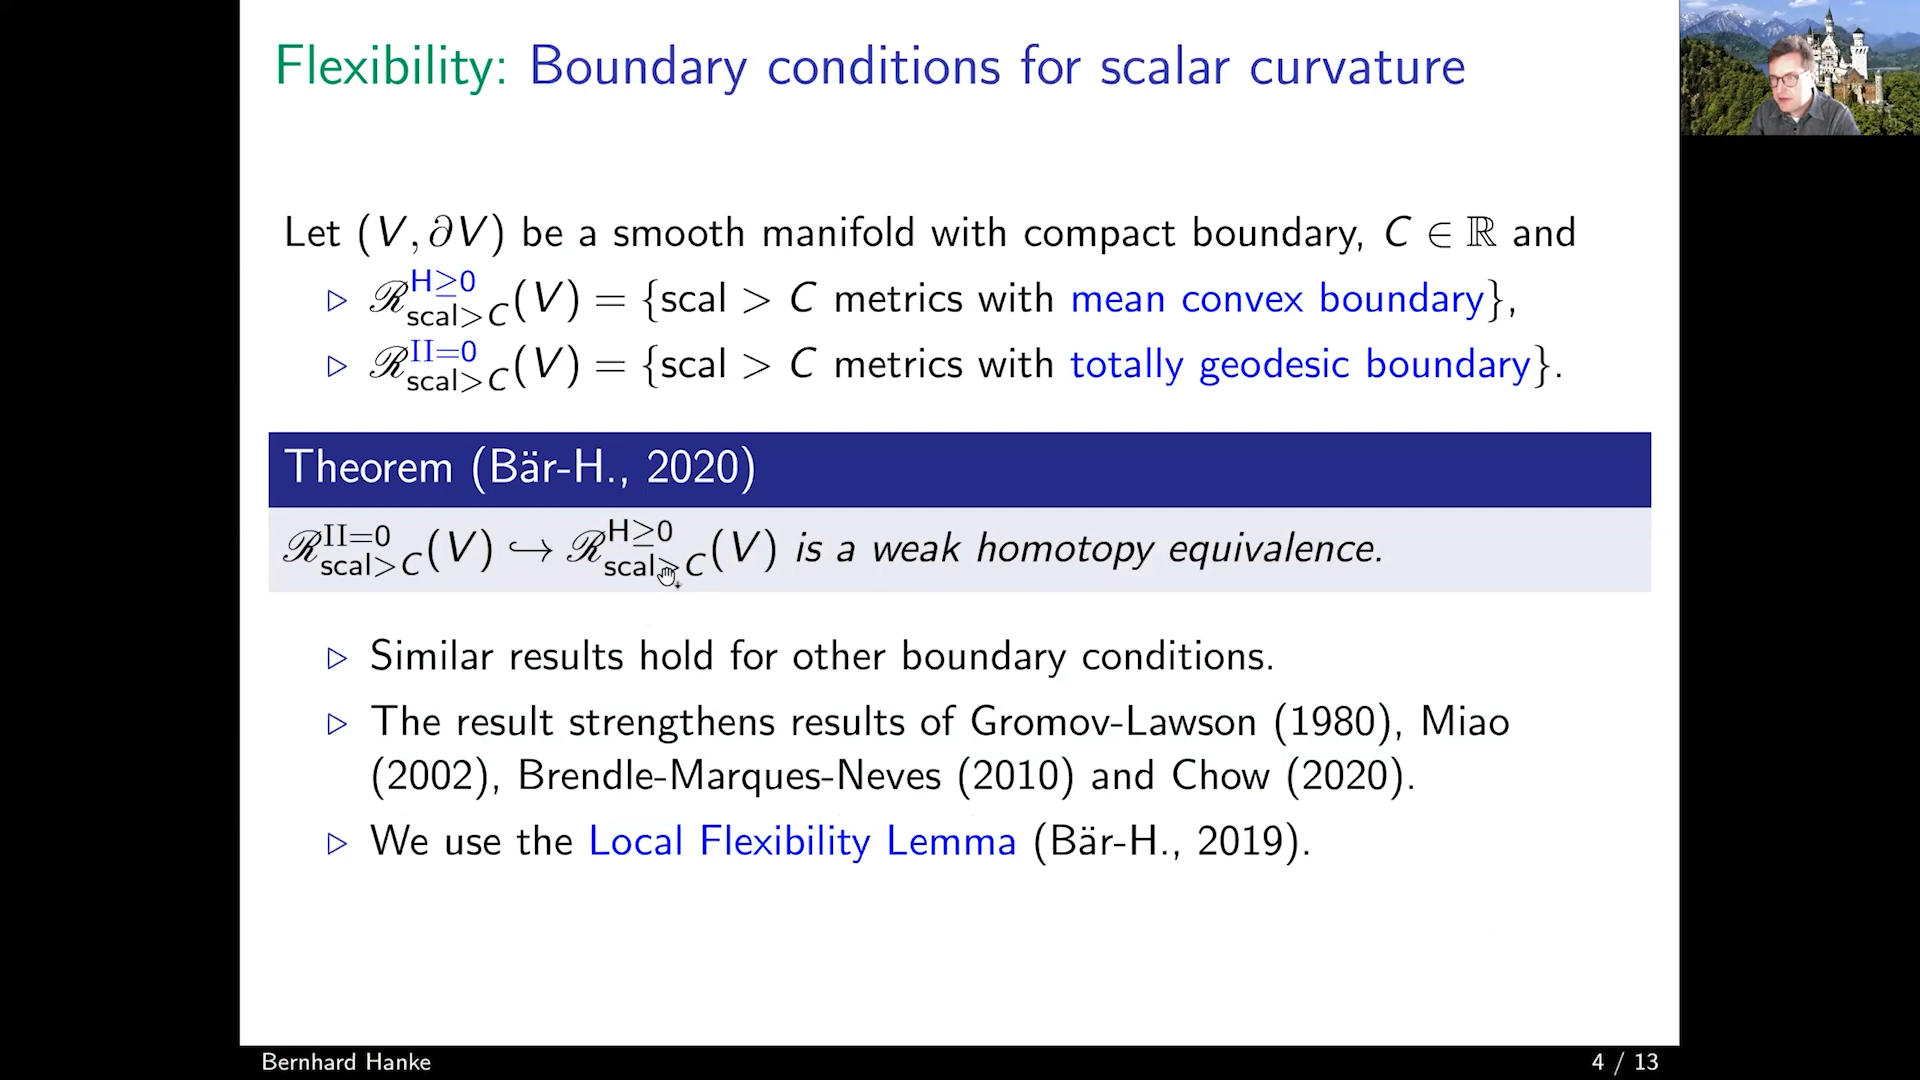 Flexibility: Boundary conditions for scalar curvature
Let (V, ∂V) be a smooth manifold with compact boundary, C ∈ ℝ and
▷ ℛ^{H≥0}_{scal>C}(V) = {scal > C metrics with mean convex boundary},
▷ ℛ^{II=0}_{scal>C}(V) = {scal > C metrics with totally geodesic boundary}.
Theorem (Bär-H., 2020)
ℛ^{II=0}_{scal>C}(V) ↪ ℛ^{H≥0}_{scal>C}(V) is a weak homotopy equivalence.
▷ Similar results hold for other boundary conditions.
▷ The result strengthens results of Gromov-Lawson (1980), Miao
(2002), Brendle-Marques-Neves (2010) and Chow (2020).
▷ We use the Local Flexibility Lemma (Bär-H., 2019).
Bernhard Hanke
4 / 13